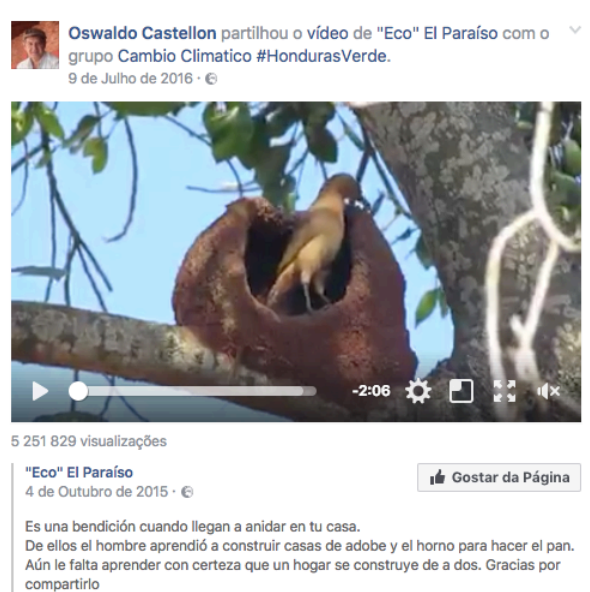 Oswaldo Castellon partilhou o vídeo de "Eco" El Paraíso com o
grupo Cambio Climatico #HondurasVerde.
9 de Julho de 2016 ·
-2:06
5 251 829 visualizações
"Eco" El Paraíso
4 de Outubro de 2015 ·
Gostar da Página
Es una bendición cuando llegan a anidar en tu casa.
De ellos el hombre aprendió a construir casas de adobe y el horno para hacer el pan.
Aún le falta aprender con certeza que un hogar se construye de a dos. Gracias por
compartirlo